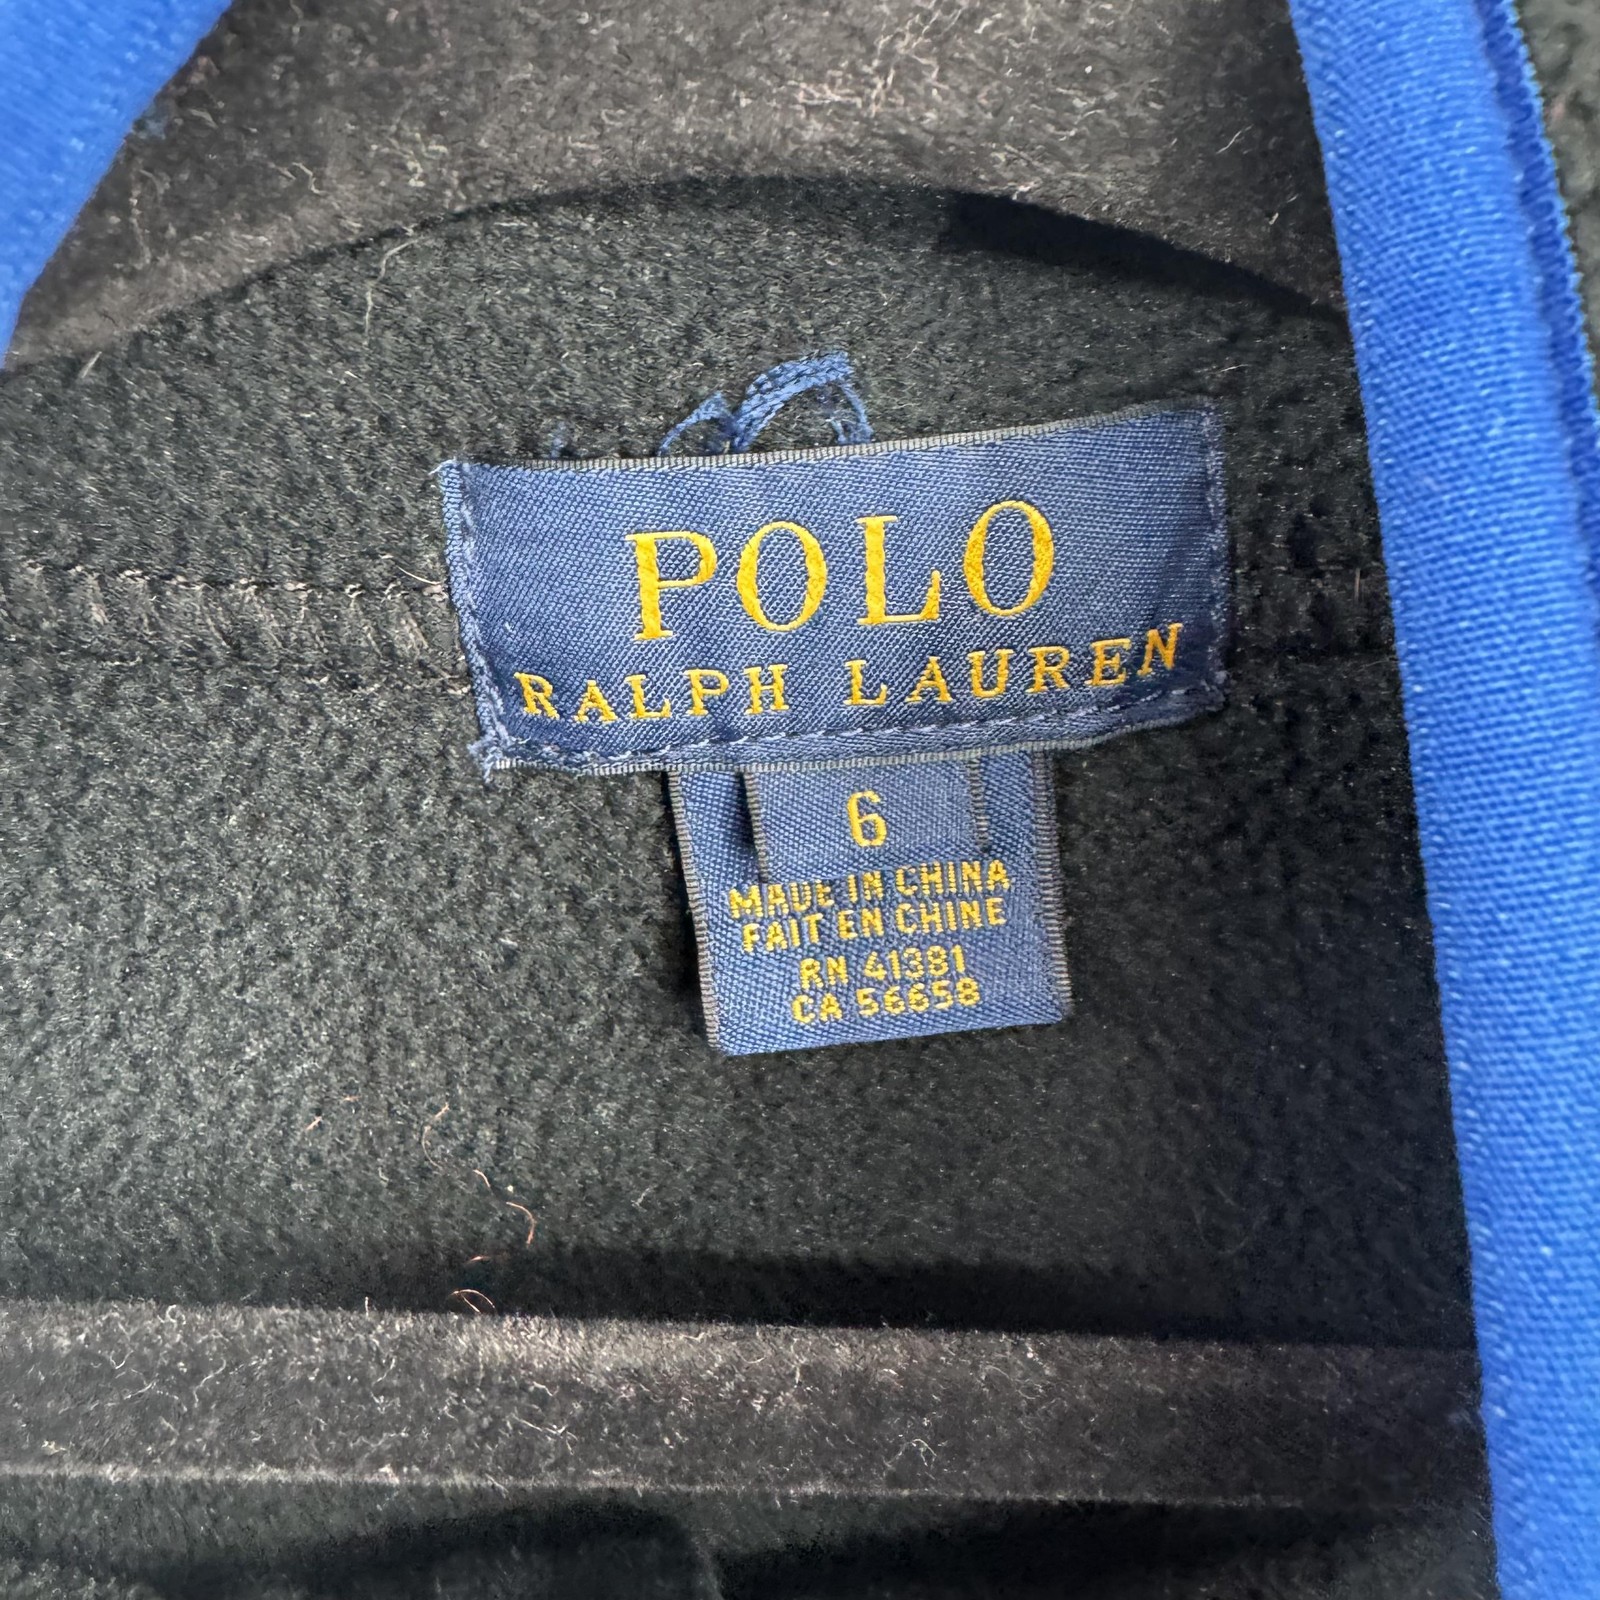 POLO
RALPH LAUREN
6
MADE IN CHINA
FAIT EN CHINE
RN 41381
CA 56658